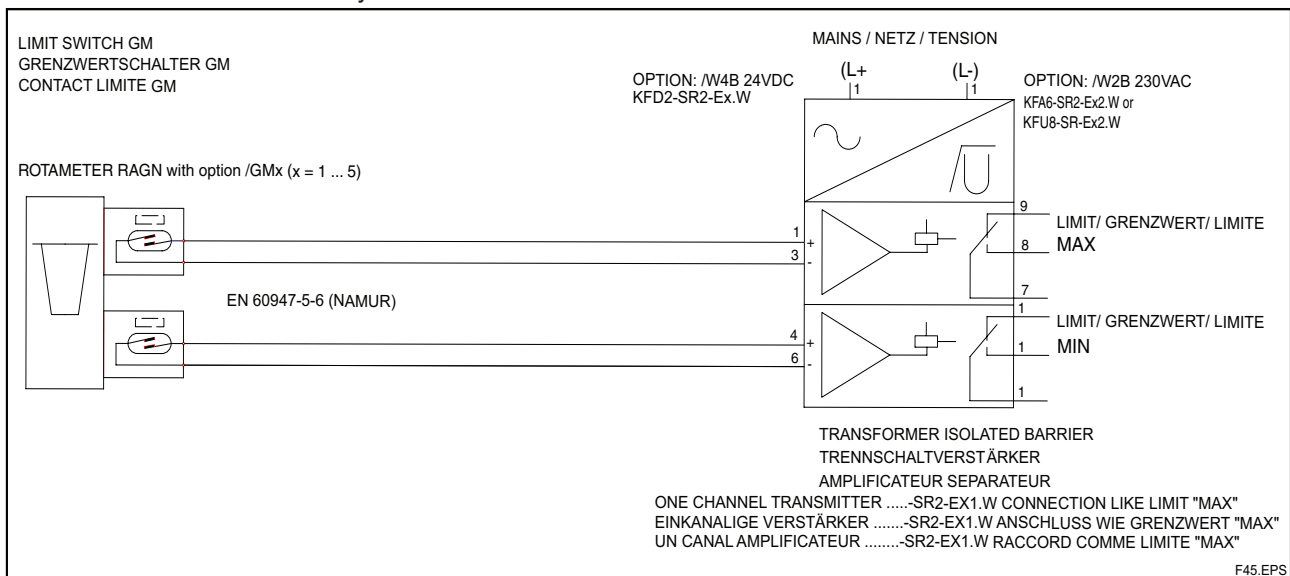 LIMIT SWITCH GM
GRENZWERTSCHALTER GM
CONTACT LIMITE GM
MAINS / NETZ / TENSION
OPTION: /W4B 24VDC
KFD2-SR2-Ex.W
(L+
1
(L-)
1
OPTION: /W2B 230VAC
KFA6-SR2-Ex2.W or
KFU8-SR-Ex2.W
ROTAMETER RAGN with option /GMx (x = 1 ... 5)
1
+
3
-
9
LIMIT/ GRENZWERT/ LIMITE
8
MAX
7
EN 60947-5-6 (NAMUR)
4
+
6
-
1
LIMIT/ GRENZWERT/ LIMITE
1
MIN
1
TRANSFORMER ISOLATED BARRIER
TRENNSCHALTVERSTÄRKER
AMPLIFICATEUR SEPARATEUR
ONE CHANNEL TRANSMITTER .....-SR2-EX1.W CONNECTION LIKE LIMIT "MAX"
EINKANALIGE VERSTÄRKER .......-SR2-EX1.W ANSCHLUSS WIE GRENZWERT "MAX"
UN CANAL AMPLIFICATEUR ........-SR2-EX1.W RACCORD COMME LIMITE "MAX"
F45.EPS